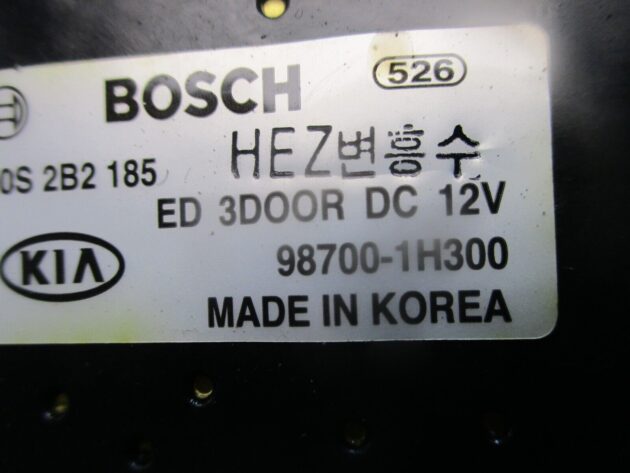 BOSCH 526
HEZ변흥수
0S 2B2 185
ED 3DOOR DC 12V
KIA 98700-1H300
MADE IN KOREA